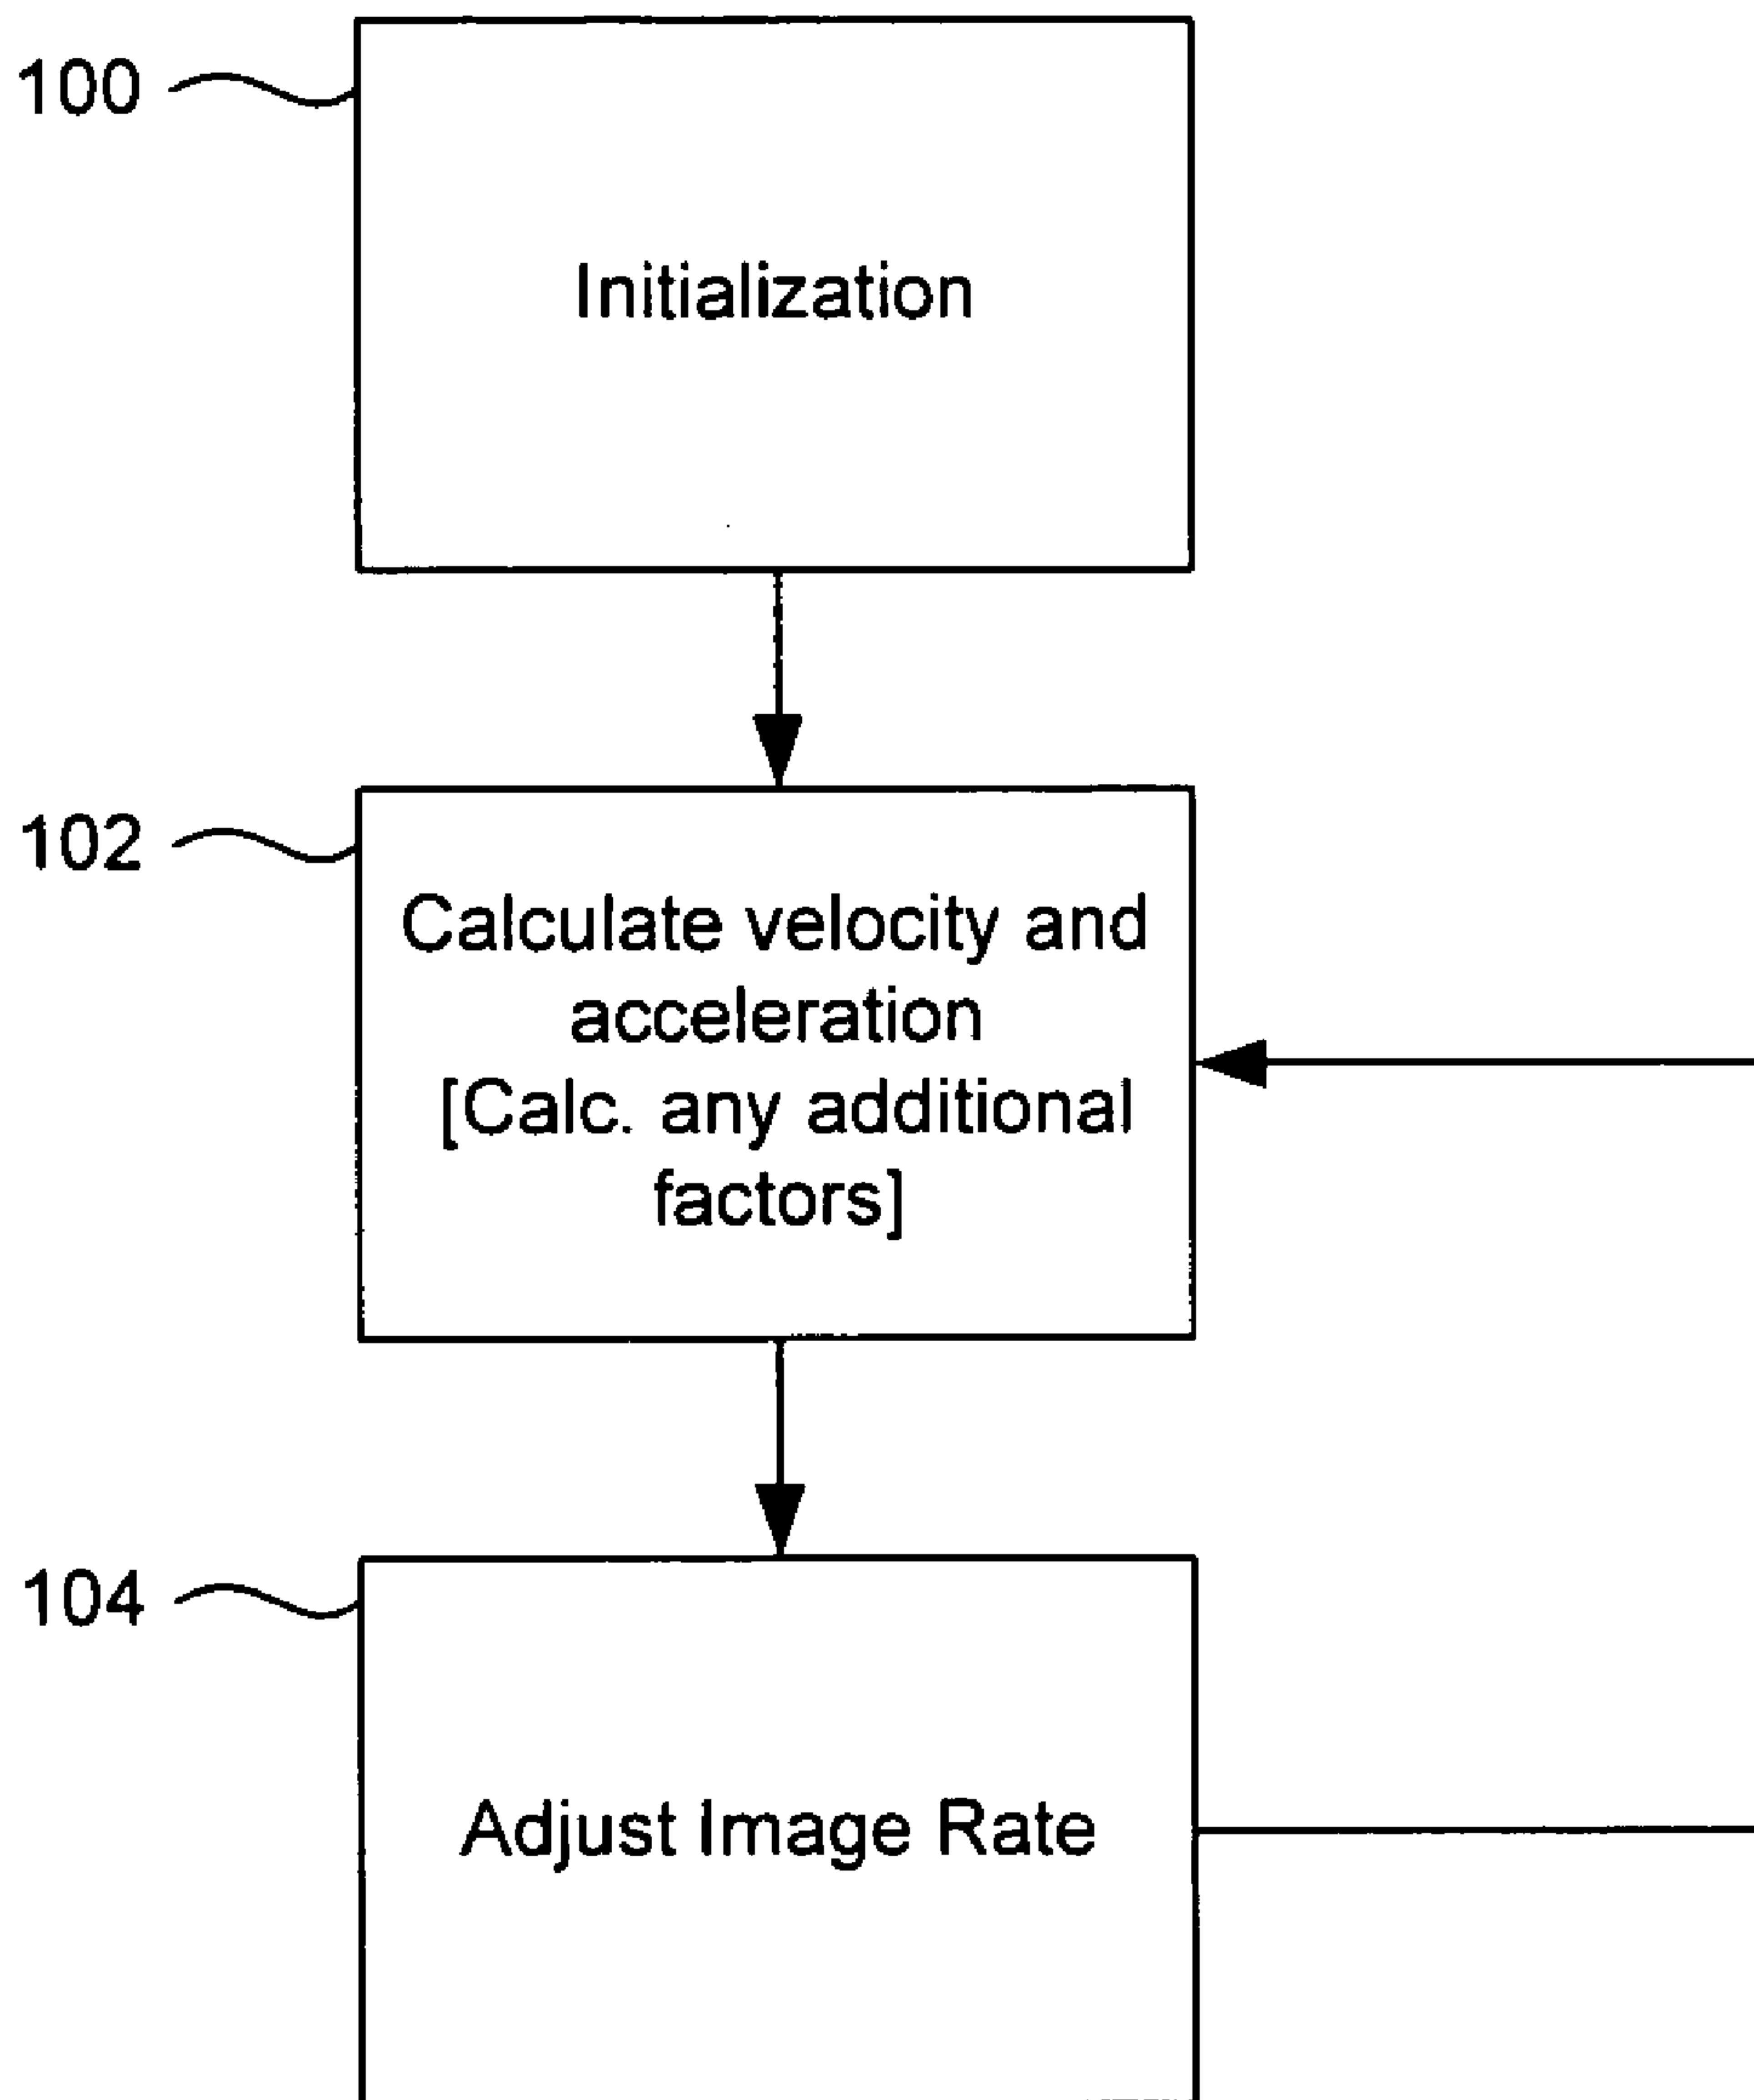 100
Initialization
102
Calculate velocity and
acceleration
[Calc. any additional
factors]
104
Adjust Image Rate